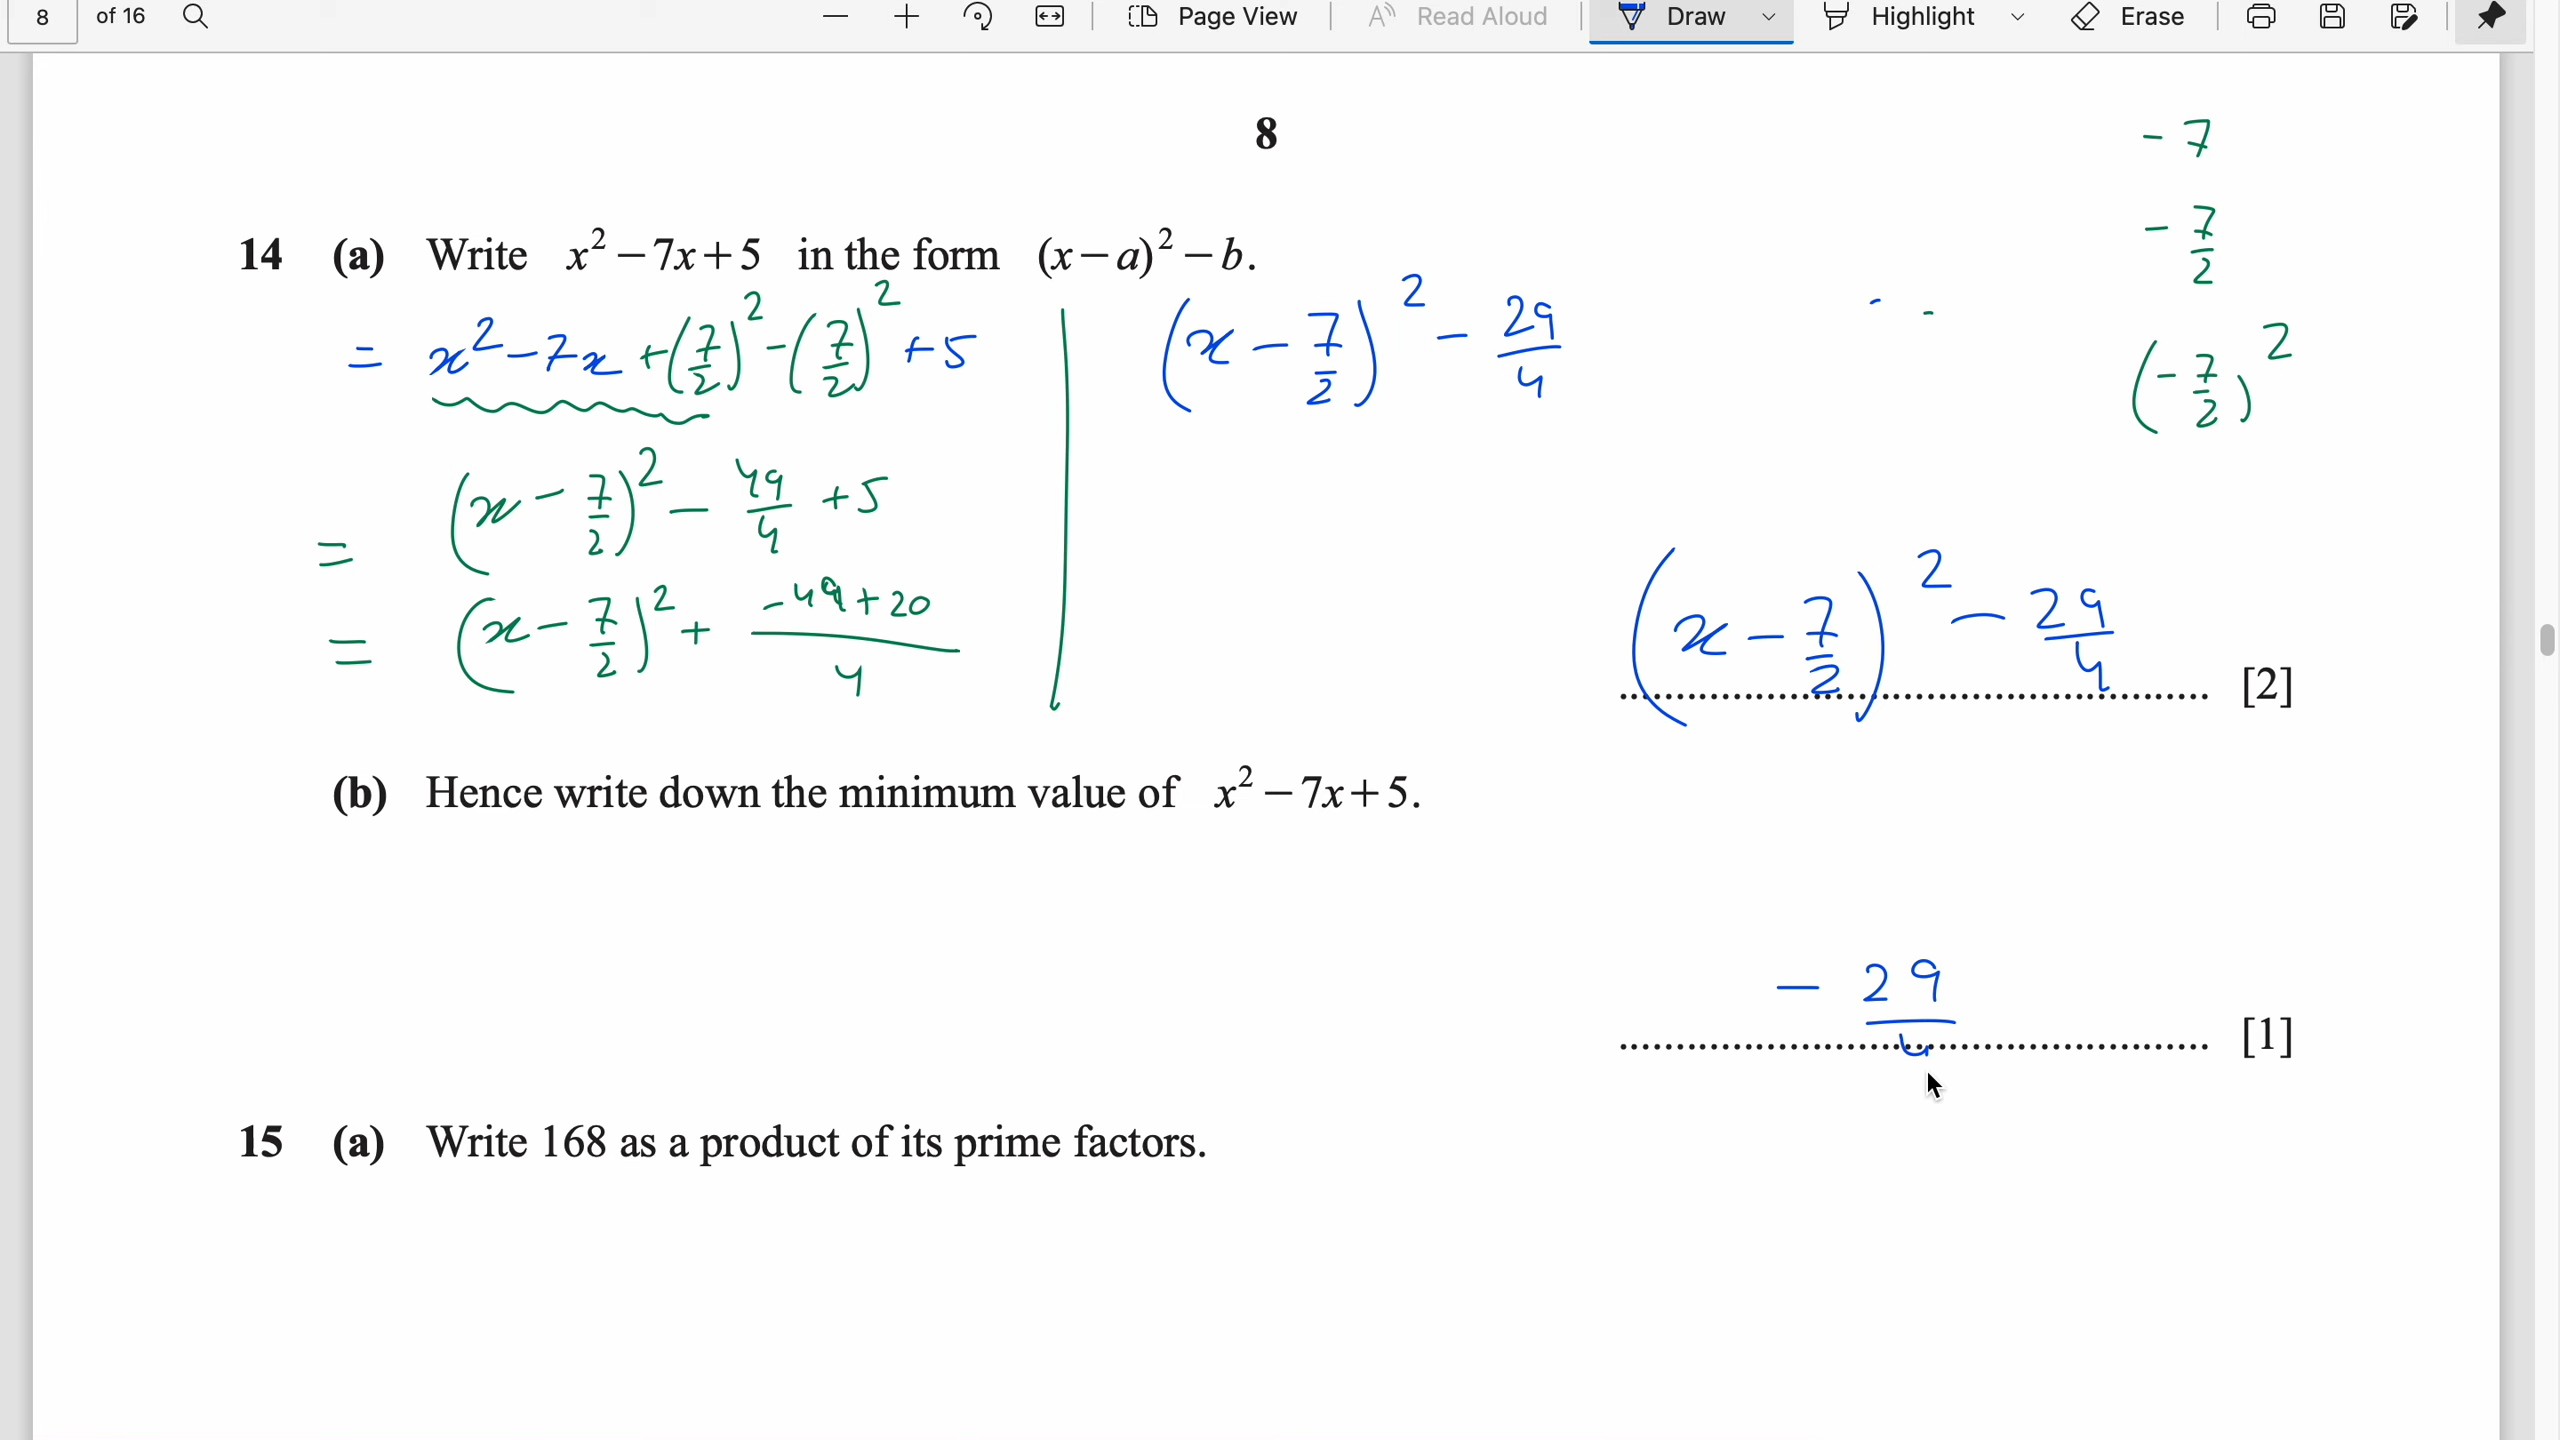 8 of 16 Page View Read Aloud Draw Highlight Erase
8
- 7
- 7/2
(- 7/2)²
14 (a) Write x² − 7x + 5 in the form (x − a)² − b.
= x² − 7x + (7/2)² − (7/2)² + 5
(x − 7/2)² − 29/4
= (x − 7/2)² − 49/4 + 5
= (x − 7/2)² + (−49 + 20)/4
(x − 7/2)² − 29/4
.................................................... [2]
(b) Hence write down the minimum value of x² − 7x + 5.
− 29/4
.................................................... [1]
15 (a) Write 168 as a product of its prime factors.